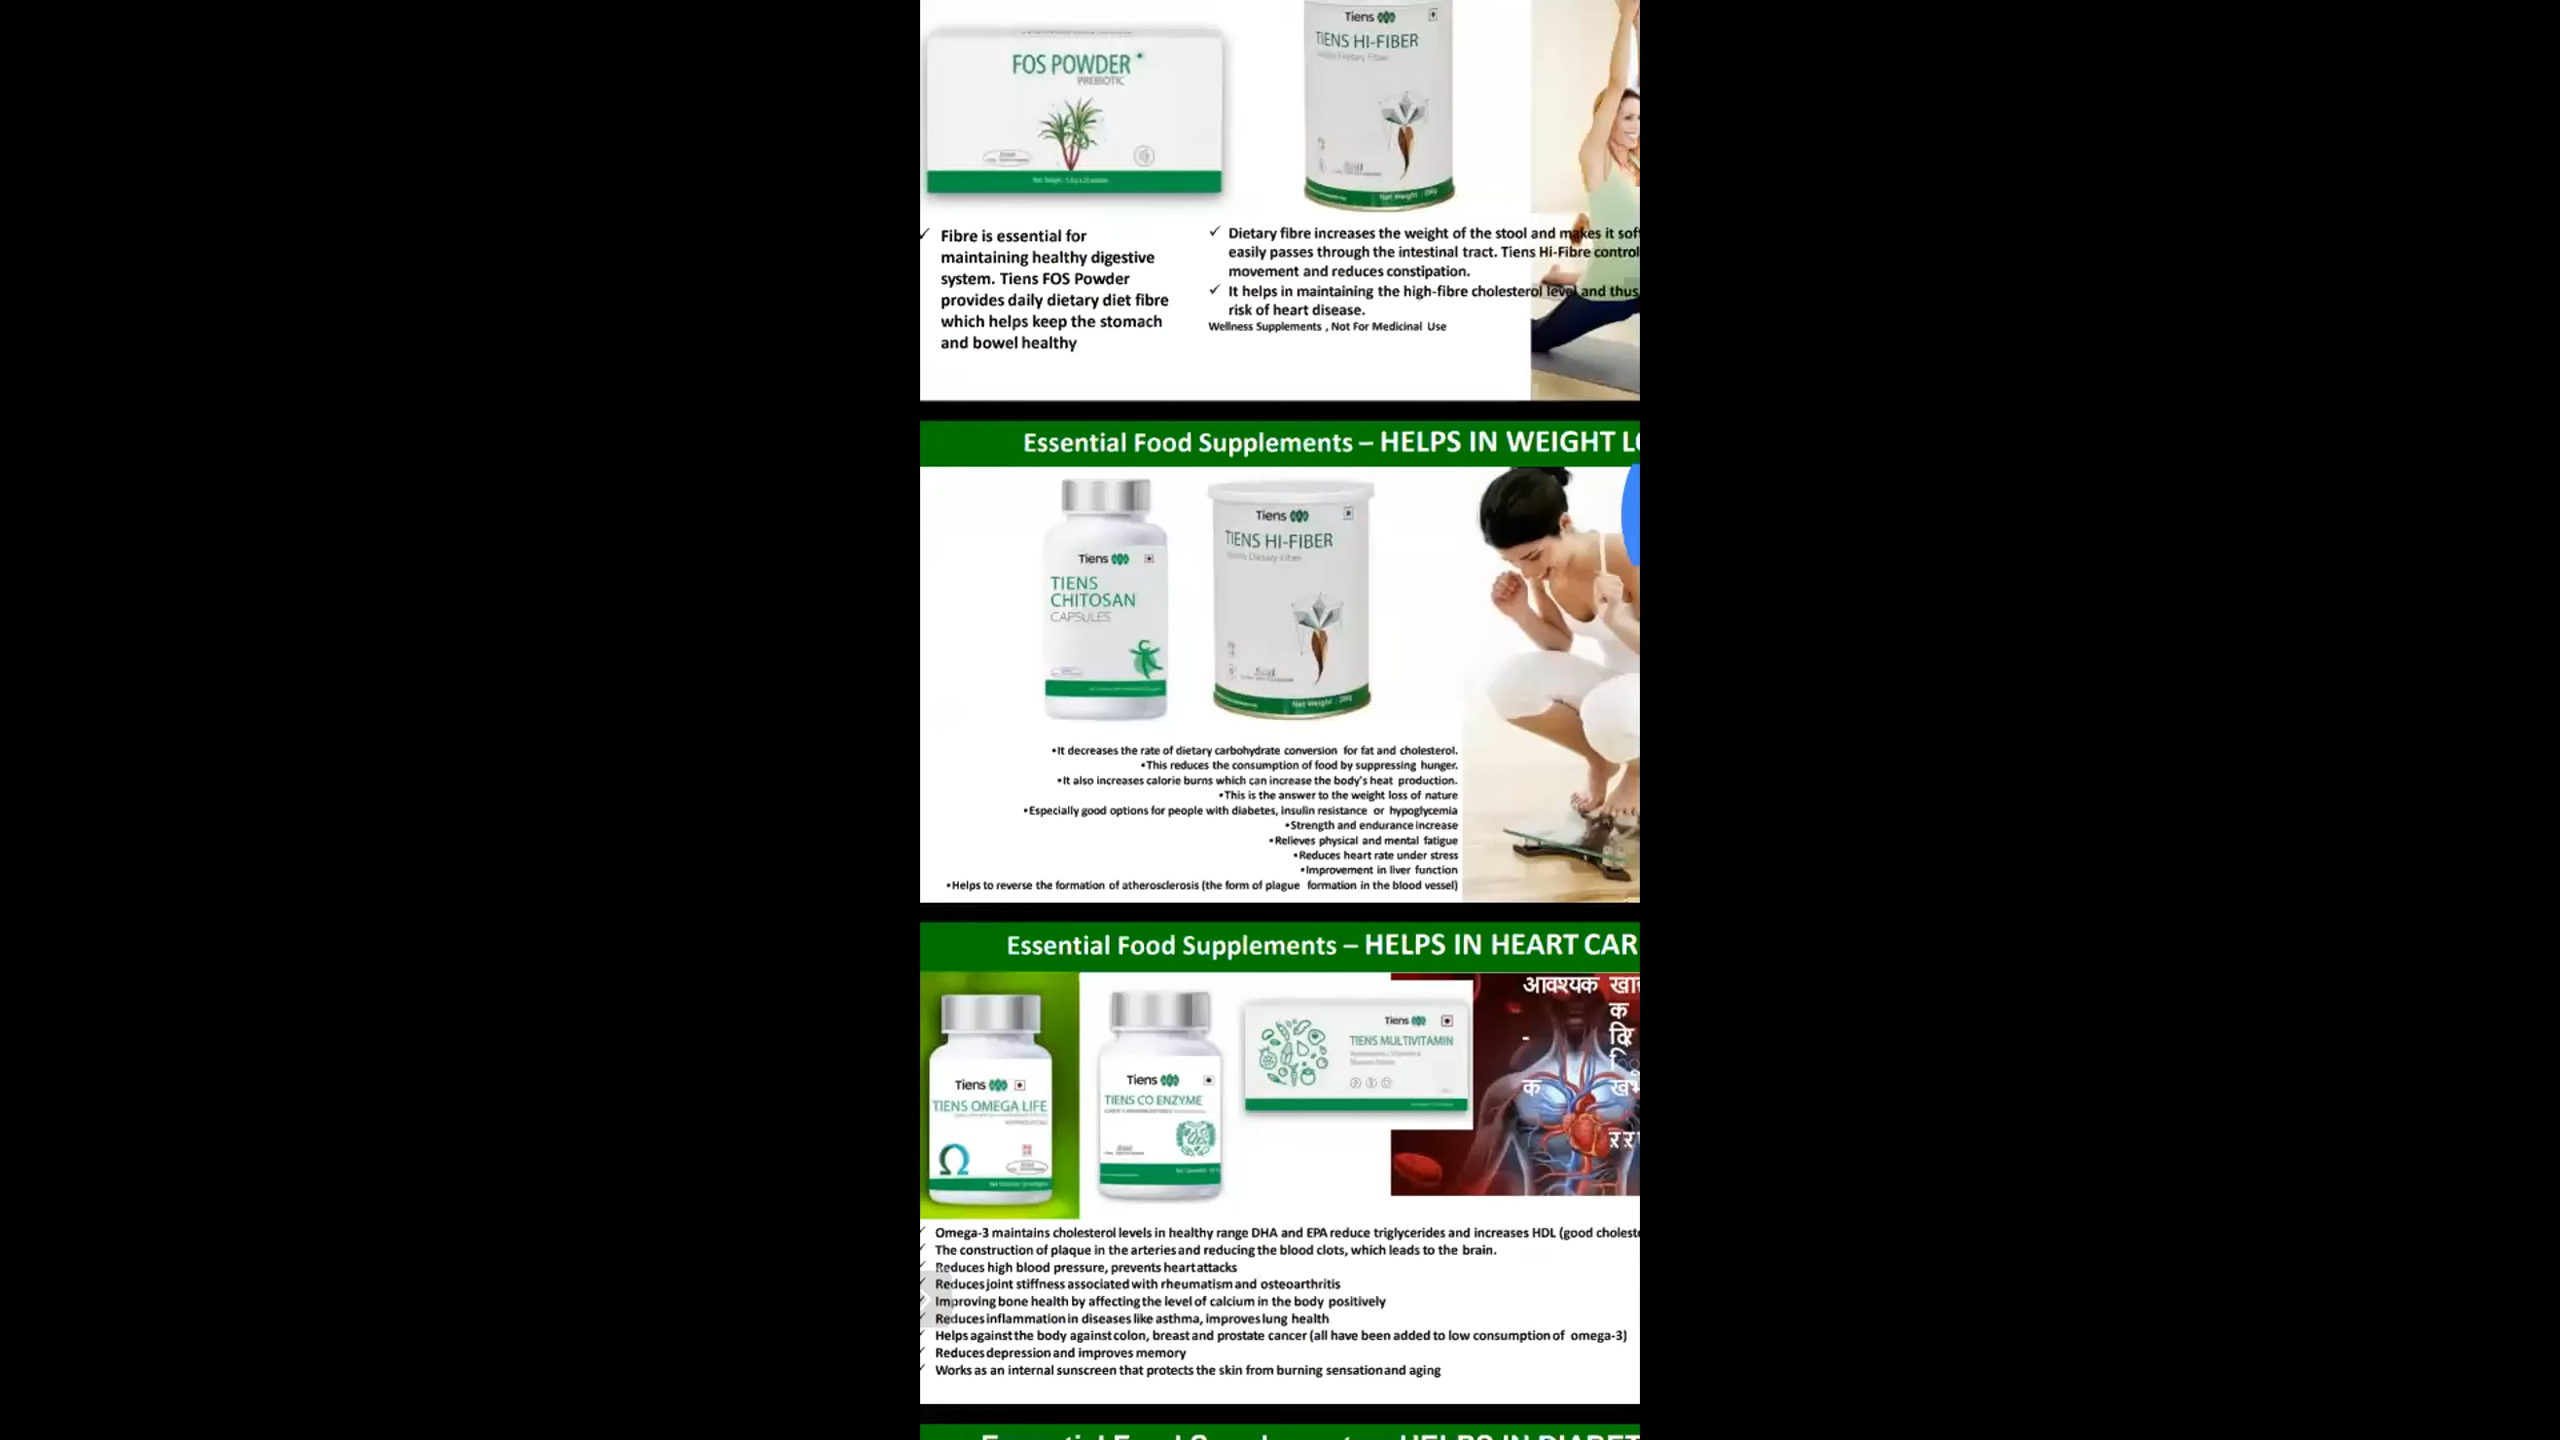 FOS POWDER
PREBIOTIC
Tiens
TIENS HI-FIBER
Fibre is essential for
maintaining healthy digestive
system. Tiens FOS Powder
provides daily dietary diet fibre
which helps keep the stomach
and bowel healthy
Dietary fibre increases the weight of the stool and makes it sof
easily passes through the intestinal tract. Tiens Hi-Fibre control
movement and reduces constipation.
It helps in maintaining the high-fibre cholesterol level and thus
risk of heart disease.
Wellness Supplements , Not For Medicinal Use
Essential Food Supplements – HELPS IN WEIGHT LO
Tiens
TIENS
CHITOSAN
CAPSULES
Tiens
TIENS HI-FIBER
Net Weight : 200g
•It decreases the rate of dietary carbohydrate conversion for fat and cholesterol.
•This reduces the consumption of food by suppressing hunger.
•It also increases calorie burns which can increase the body's heat production.
•This is the answer to the weight loss of nature
•Especially good options for people with diabetes, insulin resistance or hypoglycemia
•Strength and endurance increase
•Relieves physical and mental fatigue
•Reduces heart rate under stress
•Improvement in liver function
•Helps to reverse the formation of atherosclerosis (the form of plague formation in the blood vessel)
Essential Food Supplements – HELPS IN HEART CAR
Tiens
TIENS OMEGA LIFE
Tiens
TIENS CO ENZYME
Tiens
TIENS MULTIVITAMIN
आवश्यक
क
-
क
Omega-3 maintains cholesterol levels in healthy range DHA and EPA reduce triglycerides and increases HDL (good cholest
The construction of plaque in the arteries and reducing the blood clots, which leads to the brain.
Reduces high blood pressure, prevents heart attacks
Reduces joint stiffness associated with rheumatism and osteoarthritis
Improving bone health by affecting the level of calcium in the body positively
Reduces inflammation in diseases like asthma, improves lung health
Helps against the body against colon, breast and prostate cancer (all have been added to low consumption of omega-3)
Reduces depression and improves memory
Works as an internal sunscreen that protects the skin from burning sensation and aging